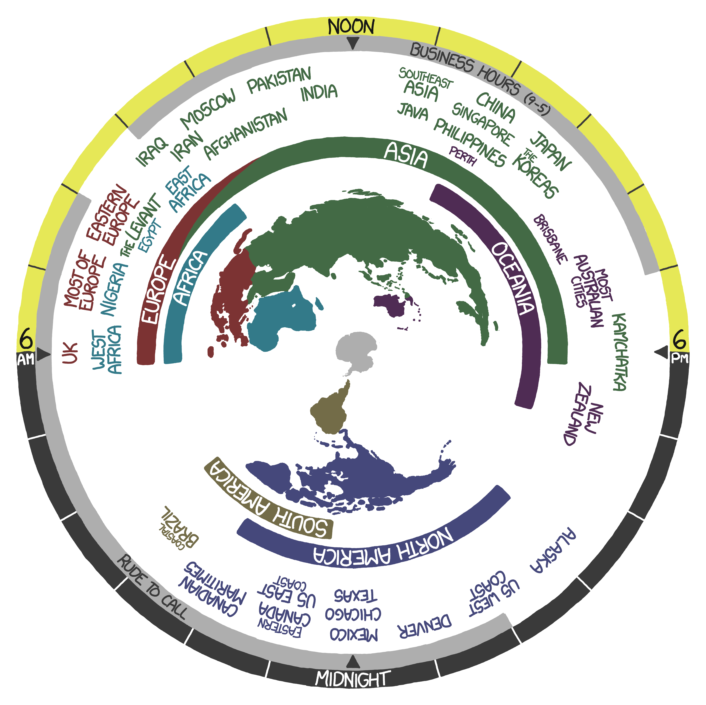 NOON
BUSINESS HOURS (9-5)
6
PM
MIDNIGHT
RUDE TO CALL
6
AM
UK
WEST
AFRICA
MOST OF
EUROPE
NIGERIA
EASTERN
EUROPE
THE LEVANT
EGYPT
IRAQ
EAST
AFRICA
MOSCOW
IRAN
PAKISTAN
AFGHANISTAN
INDIA
SOUTHEAST
ASIA
JAVA
CHINA
SINGAPORE
PHILIPPINES
PERTH
JAPAN
THE
KOREAS
BRISBANE
MOST
AUSTRALIAN
CITIES
KAMCHATKA
NEW
ZEALAND
ALASKA
US WEST
COAST
DENVER
MEXICO
CHICAGO
TEXAS
EASTERN
CANADA
US EAST
COAST
CANADIAN
MARITIMES
COASTAL
BRAZIL
EUROPE
AFRICA
ASIA
OCEANIA
SOUTH AMERICA
NORTH AMERICA